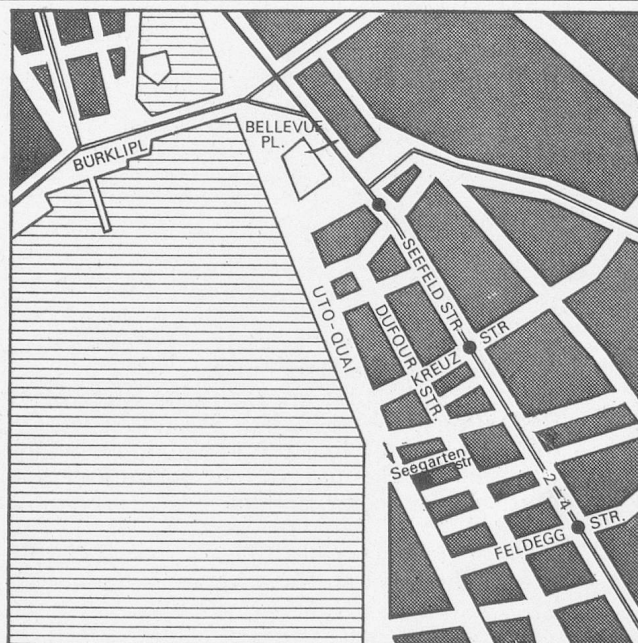 BÜRKLIPL
BELLEVUE
PL.
UTO-QUAI
DUFOUR STR.
SEEFELD STR
KREUZ STR
Seegarten
str
2-4
FELDEGG STR.